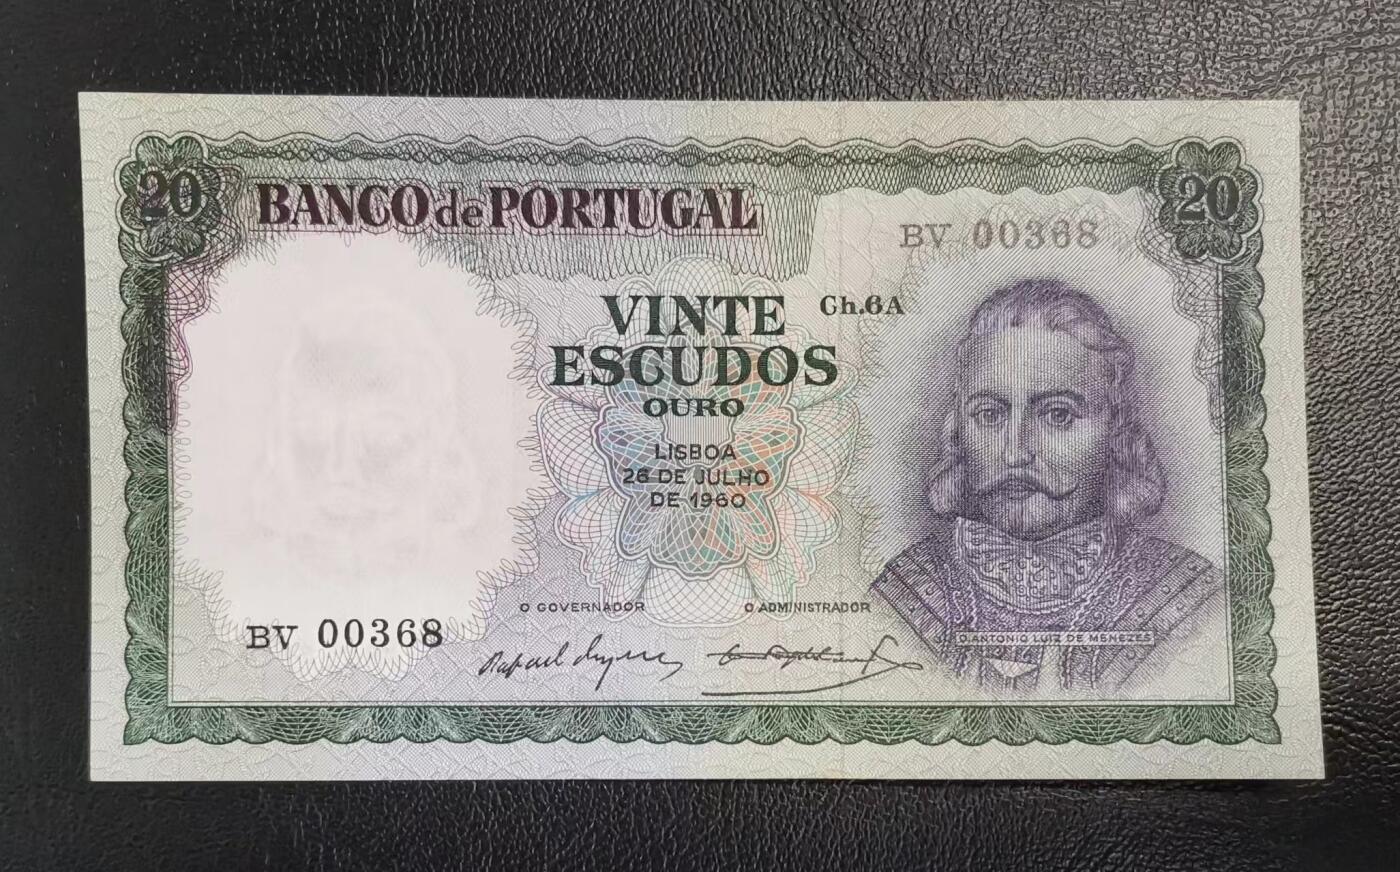 20
BANCO de PORTUGAL
20
BV 00368
VINTE
Ch.6A
ESCUDOS
OURO
LISBOA
26 DE JULHO
DE 1960
O GOVERNADOR
O ADMINISTRADOR
BV 00368
D. ANTONIO LUIZ DE MENEZES